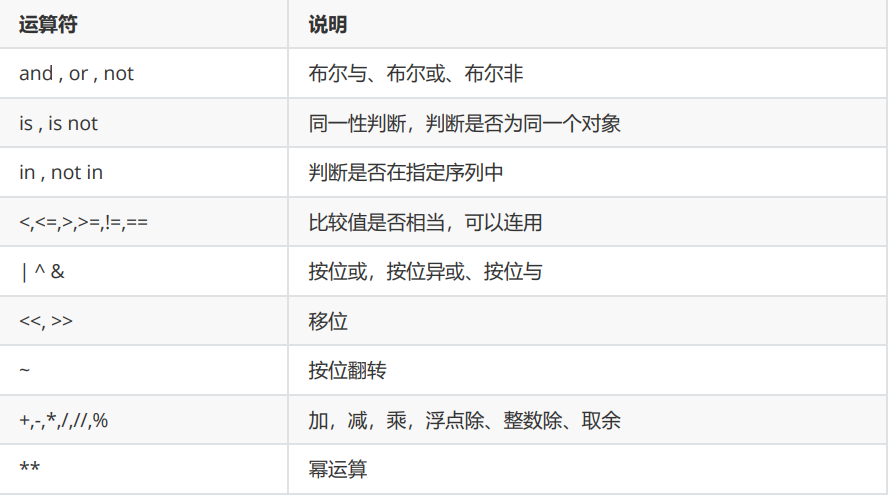 运算符 说明
and , or , not 布尔与、布尔或、布尔非
is , is not 同一性判断，判断是否为同一个对象
in , not in 判断是否在指定序列中
<,<=,>,>=,!=,== 比较值是否相当，可以连用
| ^ & 按位或，按位异或、按位与
<<, >> 移位
~ 按位翻转
+,-,*,/,//,% 加，减，乘，浮点除、整数除、取余
** 幂运算